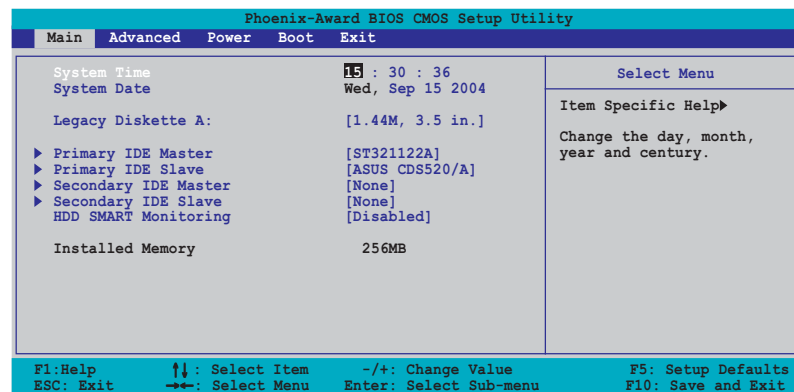 Phoenix-Award BIOS CMOS Setup Utility
Main Advanced Power Boot Exit
System Time 15 : 30 : 36
System Date Wed, Sep 15 2004
Legacy Diskette A: [1.44M, 3.5 in.]
Primary IDE Master [ST321122A]
Primary IDE Slave [ASUS CDS520/A]
Secondary IDE Master [None]
Secondary IDE Slave [None]
HDD SMART Monitoring [Disabled]
Installed Memory 256MB
Select Menu
Item Specific Help
Change the day, month,
year and century.
F1:Help ↑↓: Select Item -/+: Change Value F5: Setup Defaults
ESC: Exit →←: Select Menu Enter: Select Sub-menu F10: Save and Exit